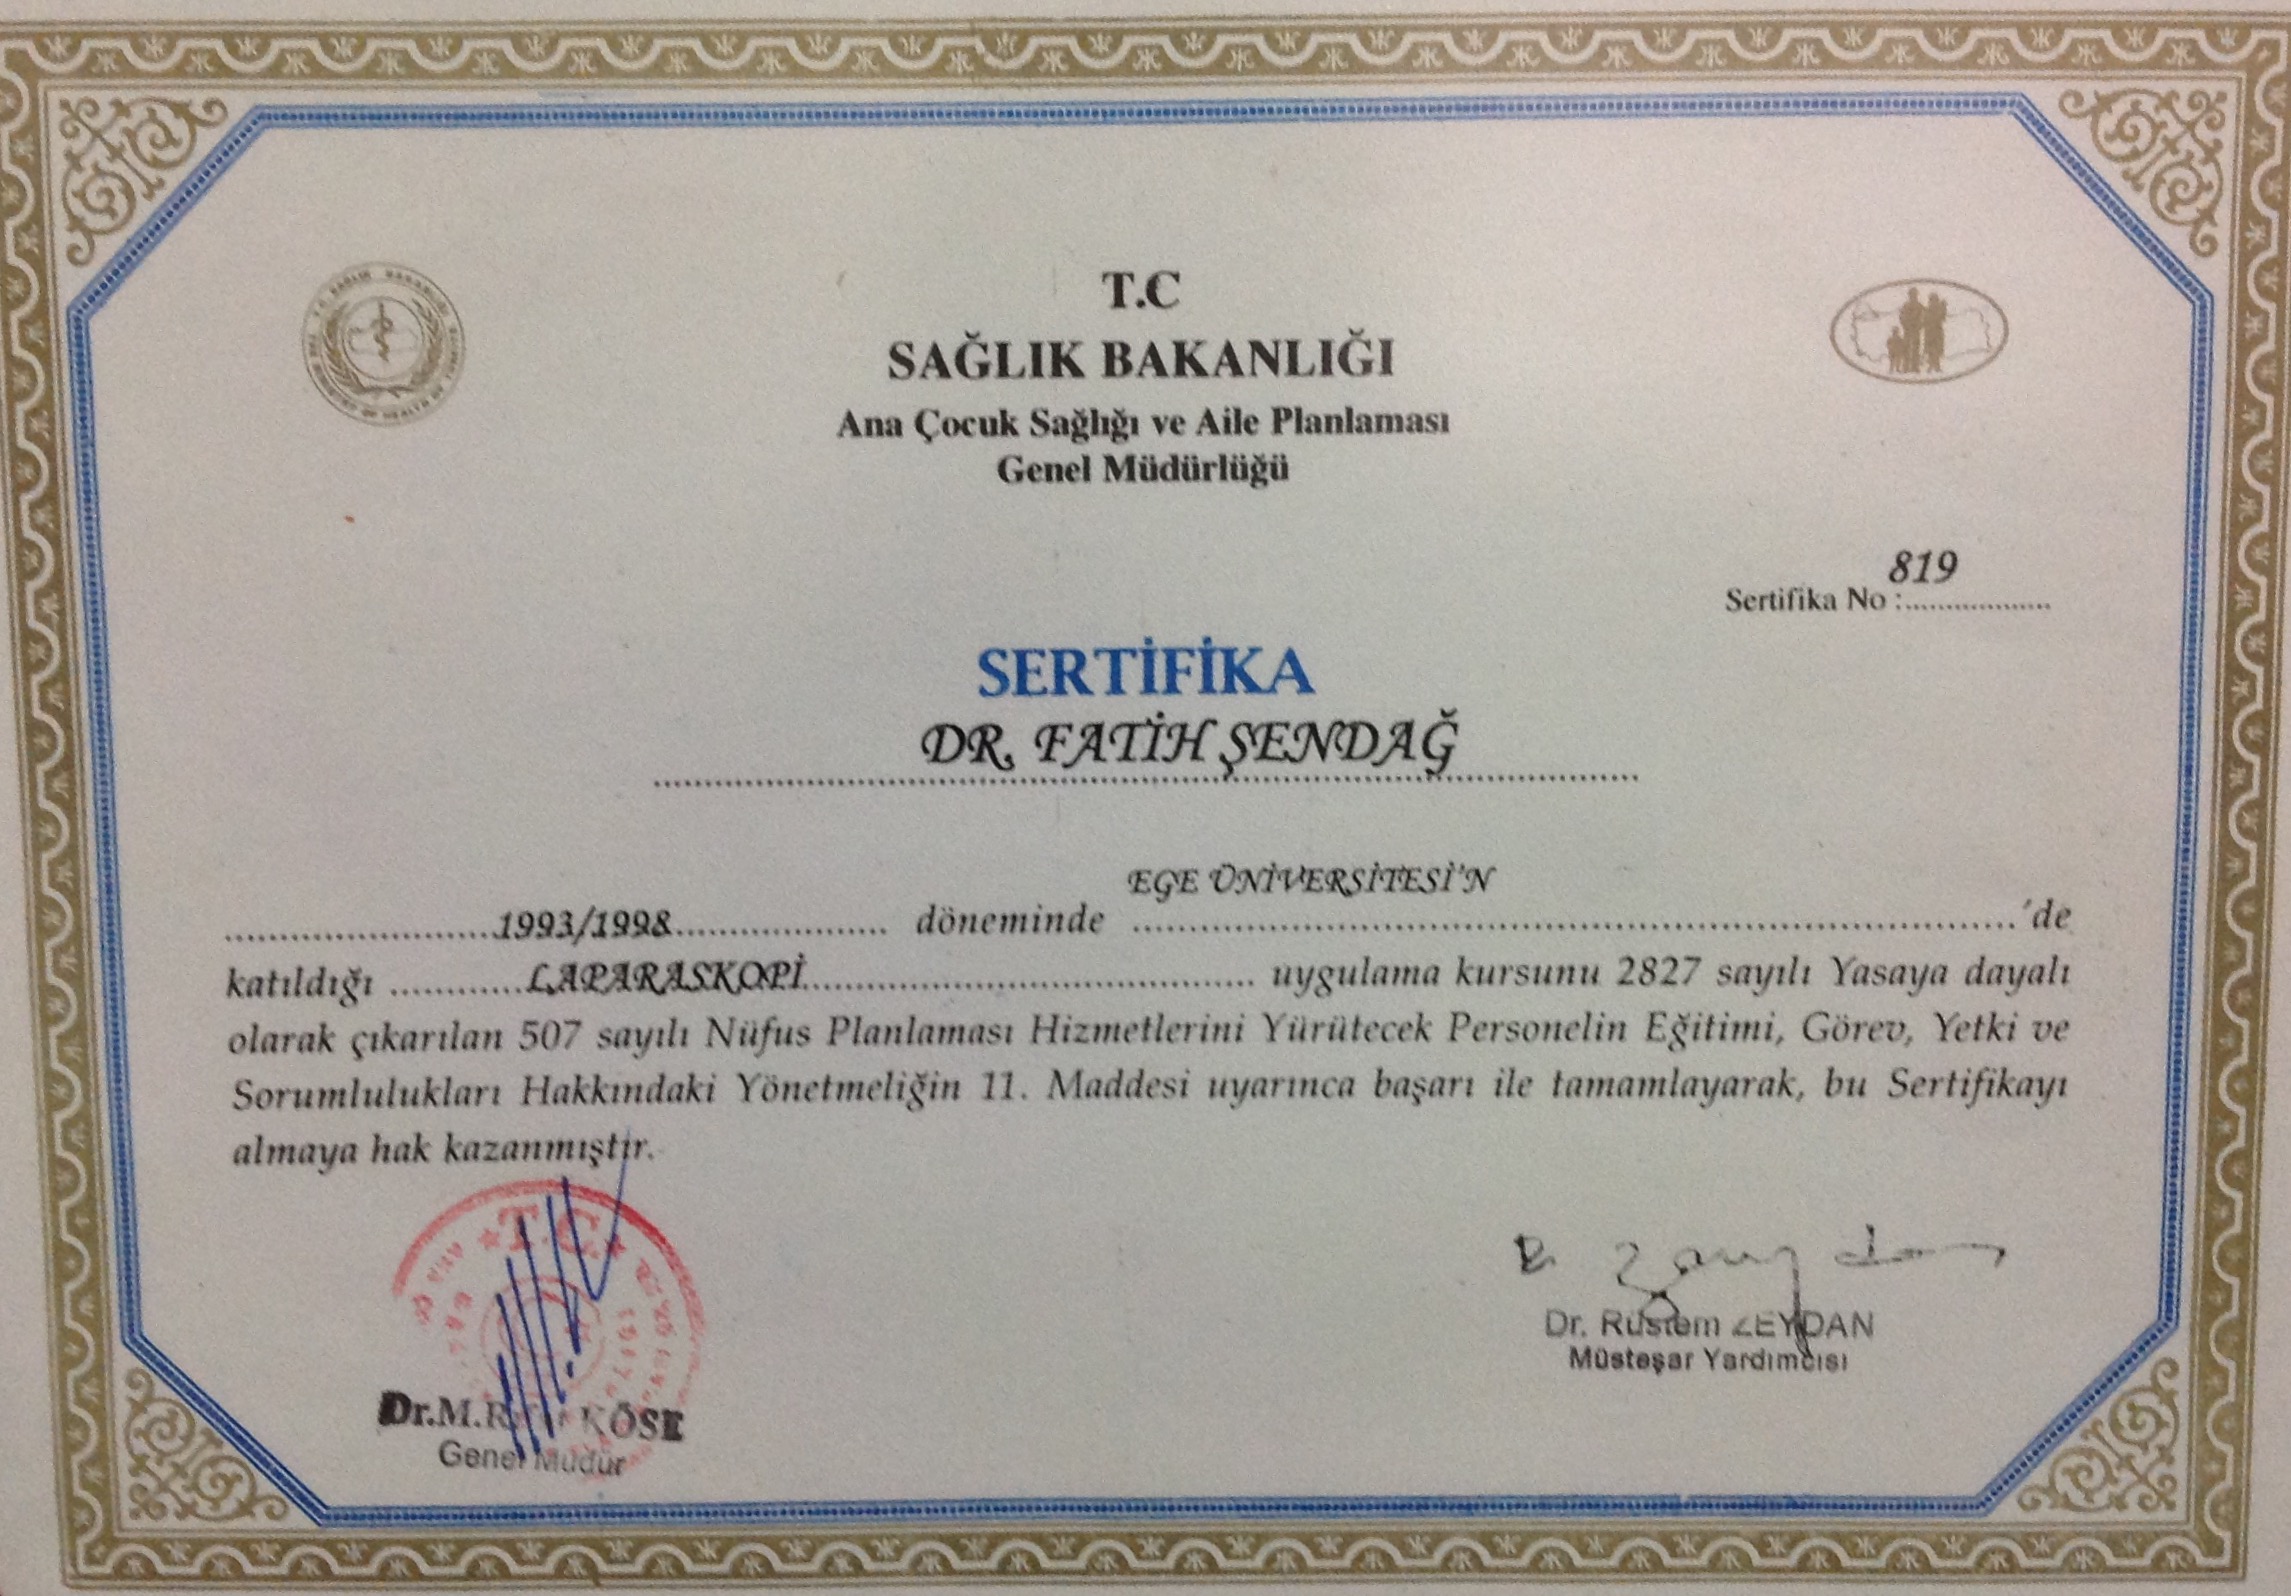 T.C
SAĞLIK BAKANLIĞI
Ana Çocuk Sağlığı ve Aile Planlaması
Genel Müdürlüğü
819
Sertifika No :....................
SERTİFİKA
DR. FATİH ŞENDAĞ
EGE ÜNİVERSİTESİ'N
1993/1998 döneminde 'de
katıldığı LAPARASKOPİ uygulama kursunu 2827 sayılı Yasaya dayalı
olarak çıkarılan 507 sayılı Nüfus Planlaması Hizmetlerini Yürütecek Personelin Eğitimi, Görev, Yetki ve
Sorumlulukları Hakkındaki Yönetmeliğin 11. Maddesi uyarınca başarı ile tamamlayarak, bu Sertifikayı
almaya hak kazanmıştır.
T.C.
Dr. Rüstem ZEYDAN
Müsteşar Yardımcısı
Dr.M. KÖSE
Genel Müdür